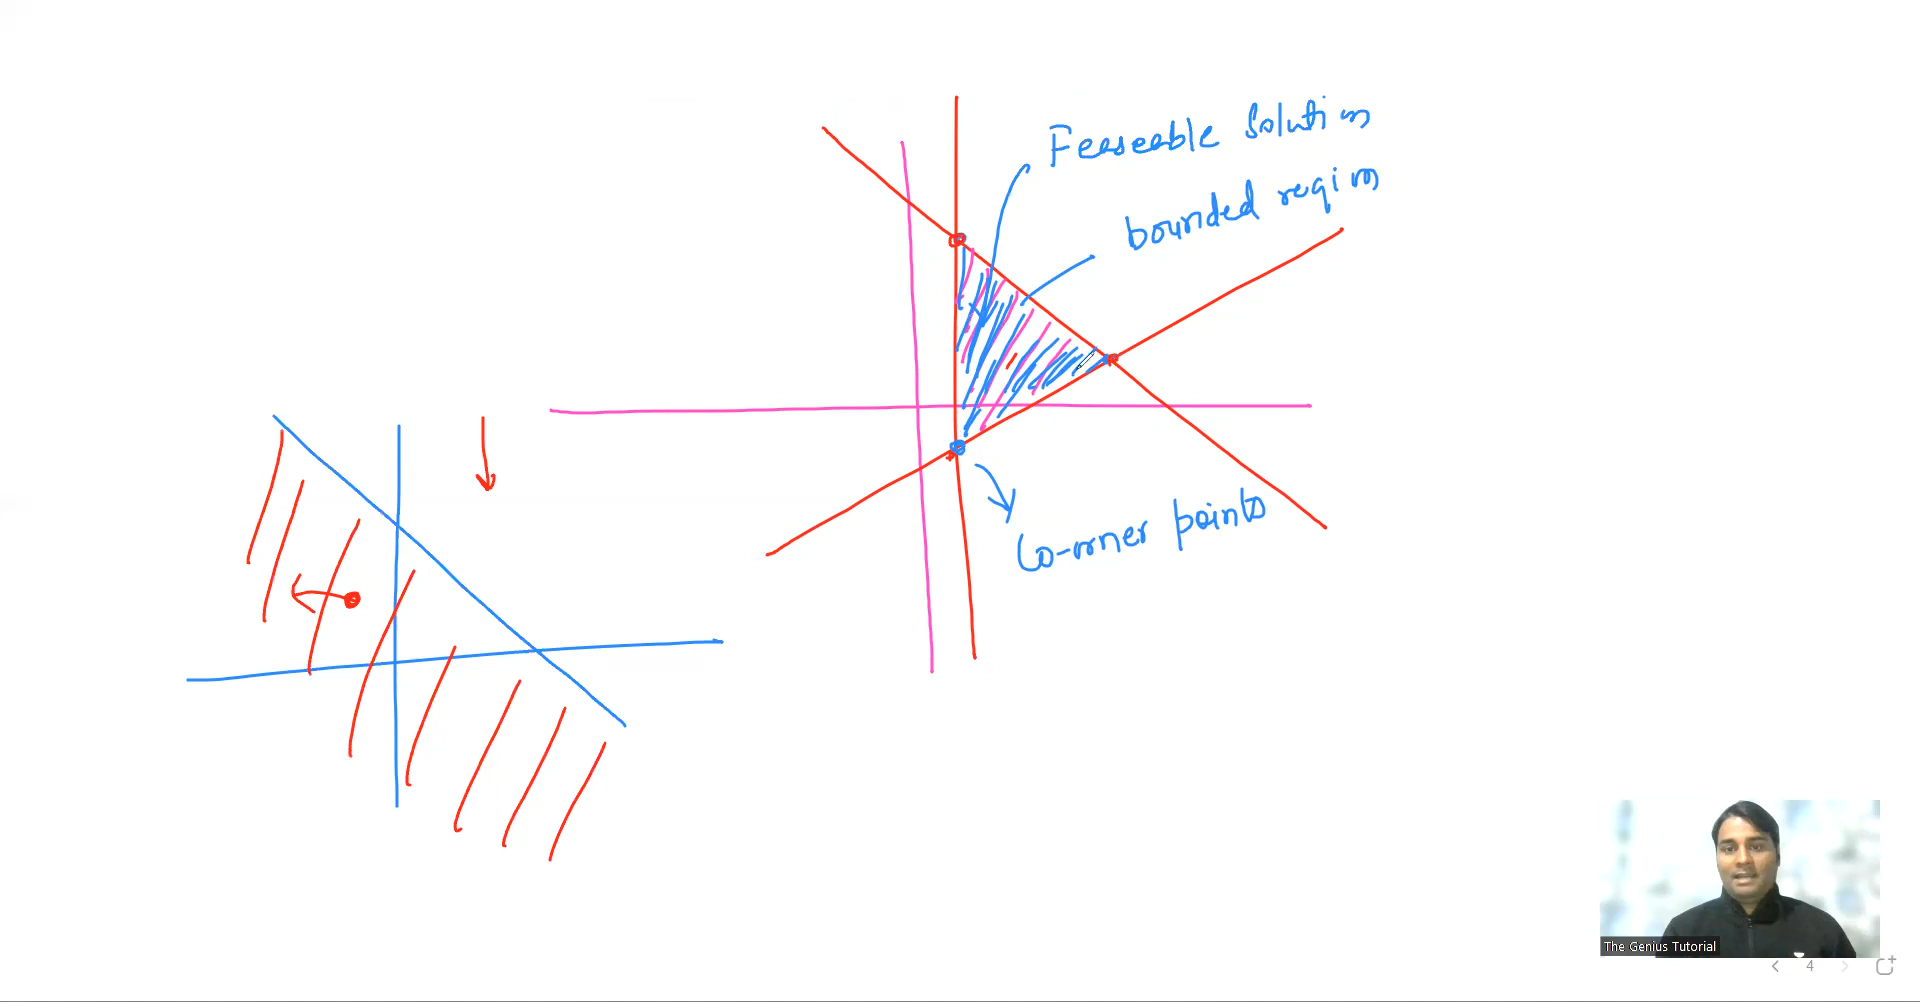 Feaseable Solution
bounded region
Co-rner points
The Genius Tutorial
4